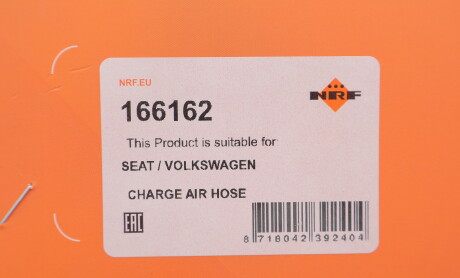 NRF.EU
NRF
166162
This Product is suitable for
SEAT / VOLKSWAGEN
CHARGE AIR HOSE
EAC
8 718042 392404